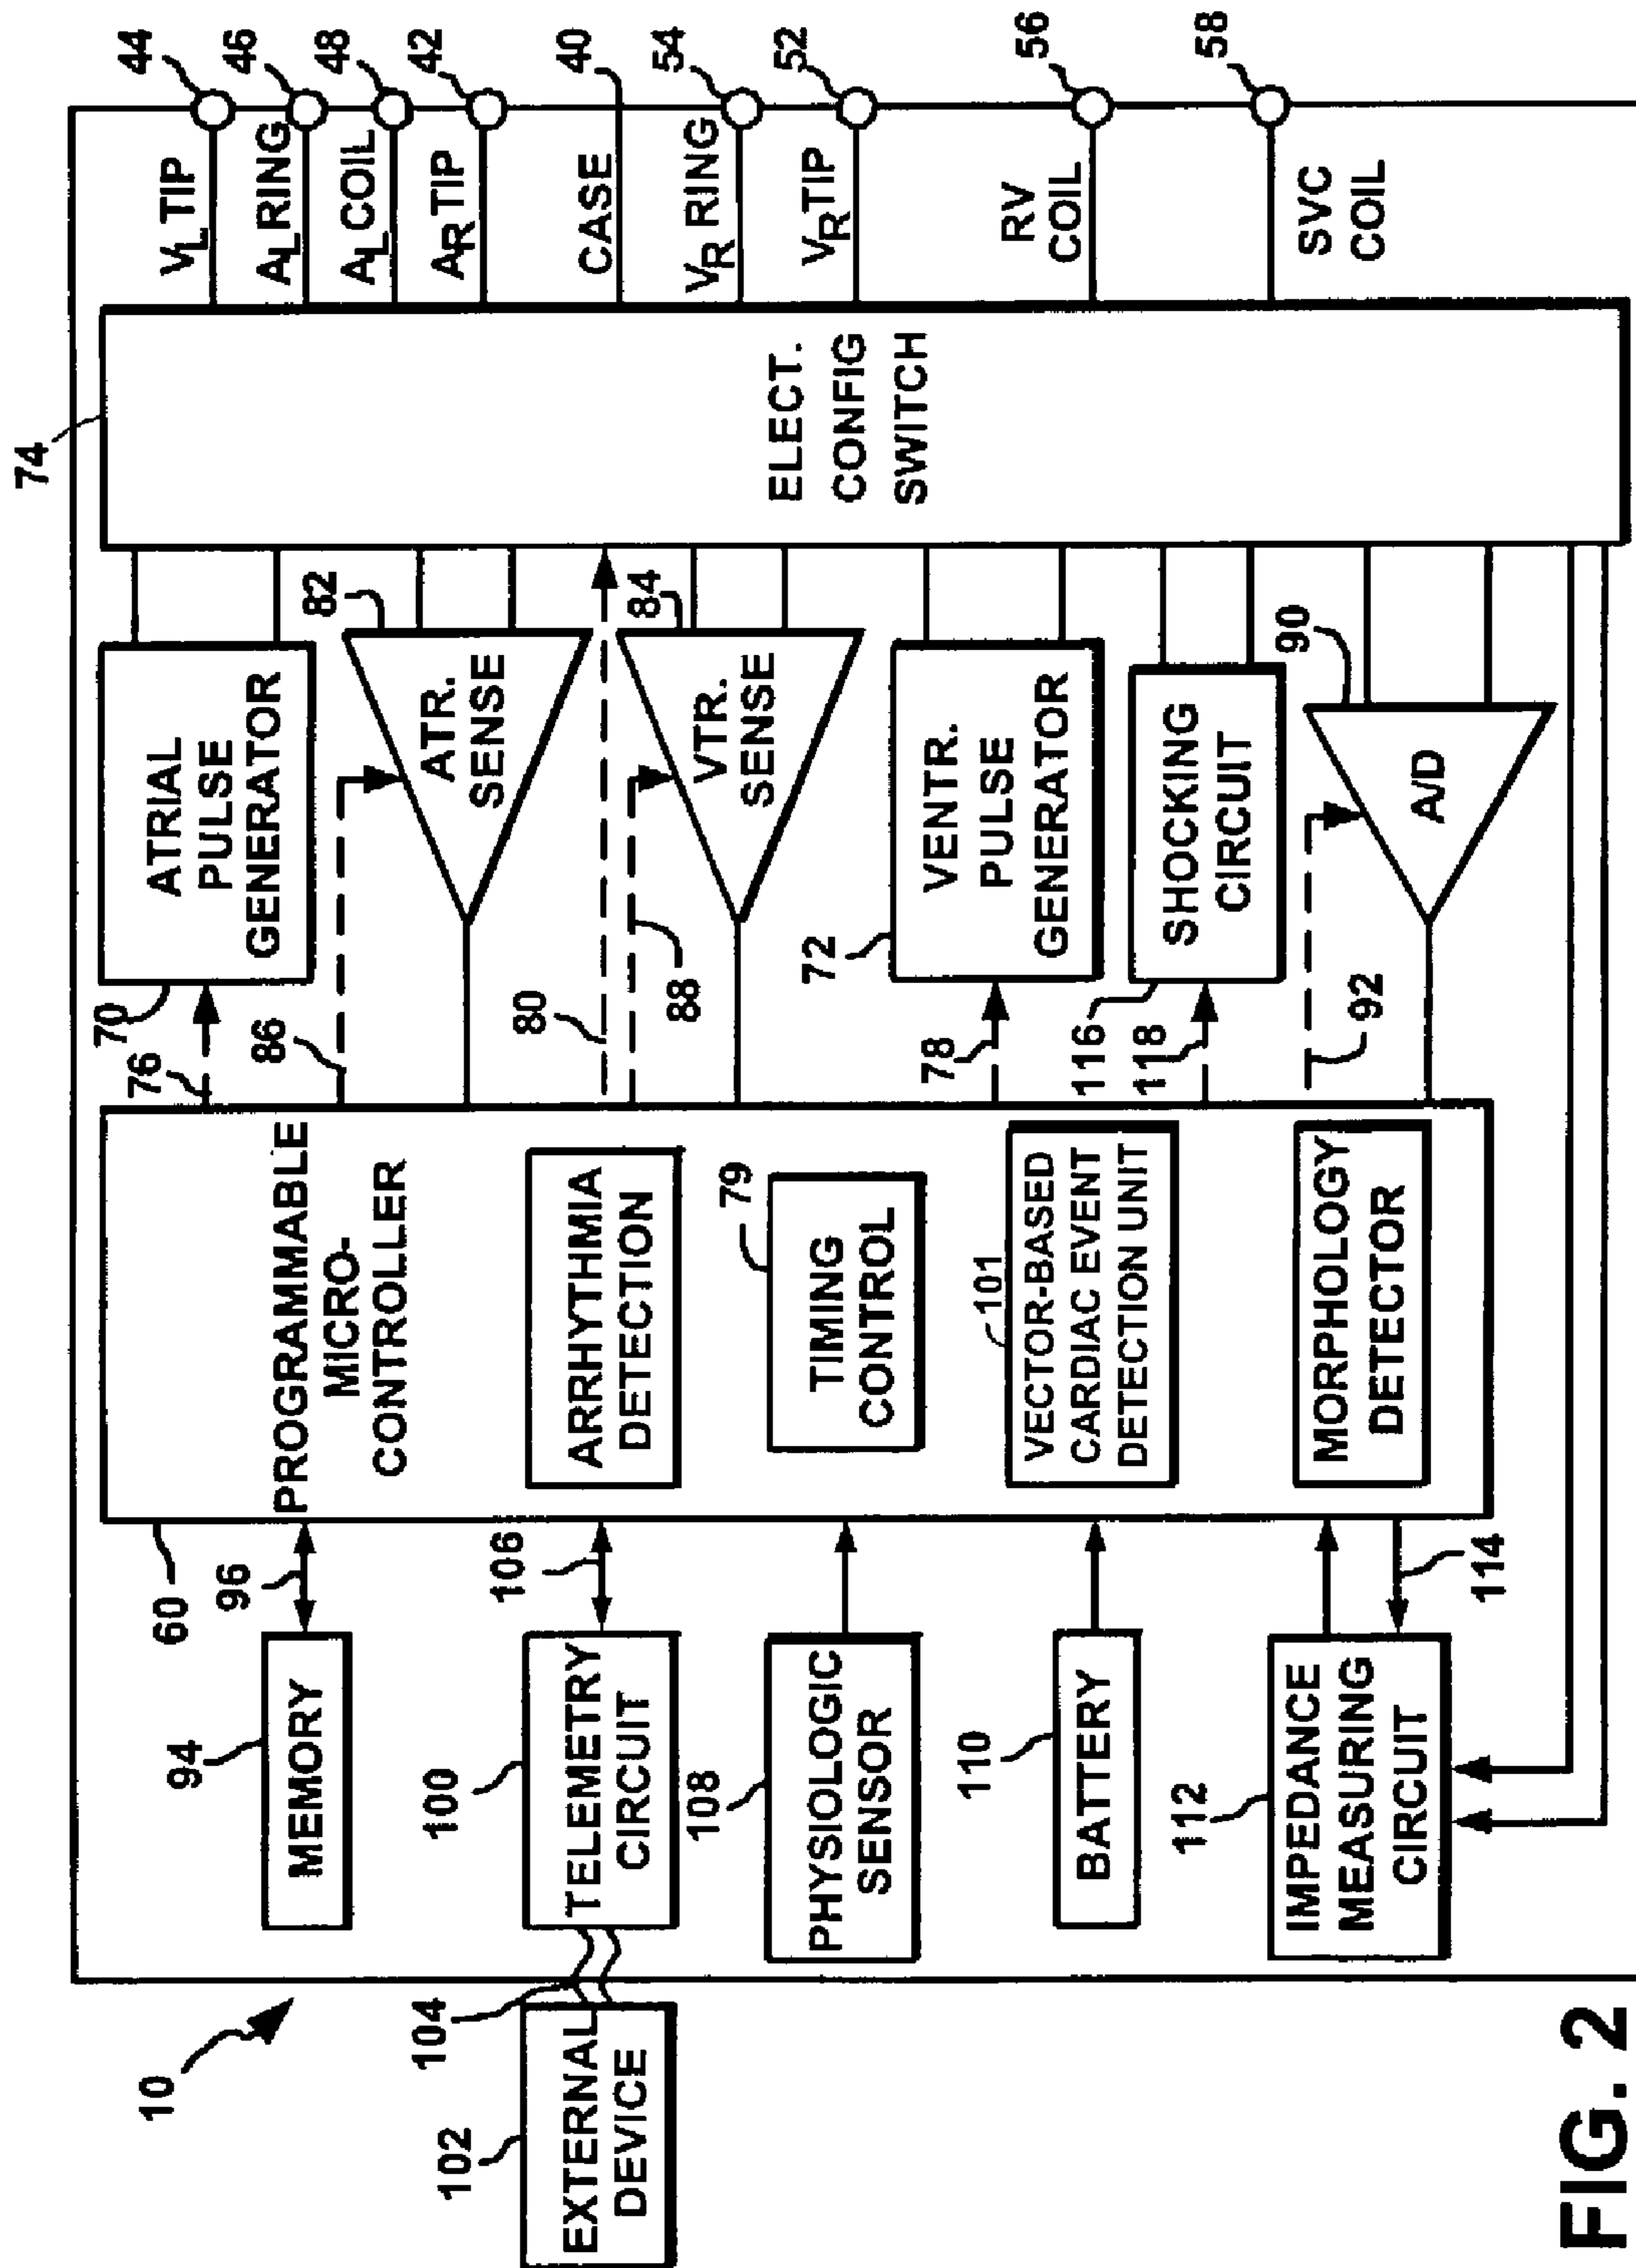 10
102
EXTERNAL
DEVICE
104
94
MEMORY
96
60
100
TELEMETRY
CIRCUIT
106
108
PHYSIOLOGIC
SENSOR
110
BATTERY
112
IMPEDANCE
MEASURING
CIRCUIT
114
PROGRAMMABLE
MICRO-
CONTROLLER
ARRHYTHMIA
DETECTION
79
TIMING
CONTROL
101
VECTOR-BASED
CARDIAC EVENT
DETECTION UNIT
MORPHOLOGY
DETECTOR
76
70
ATRIAL
PULSE
GENERATOR
86
82
ATR.
SENSE
80
88
84
VTR.
SENSE
78
72
VENTR.
PULSE
GENERATOR
116
118
SHOCKING
CIRCUIT
92
90
A/D
74
ELECT.
CONFIG
SWITCH
VL TIP 44
AL RING 46
AL COIL 48
AR TIP 42
CASE 40
VR RING 54
VR TIP 52
RV
COIL
56
SVC
COIL
58
FIG. 2